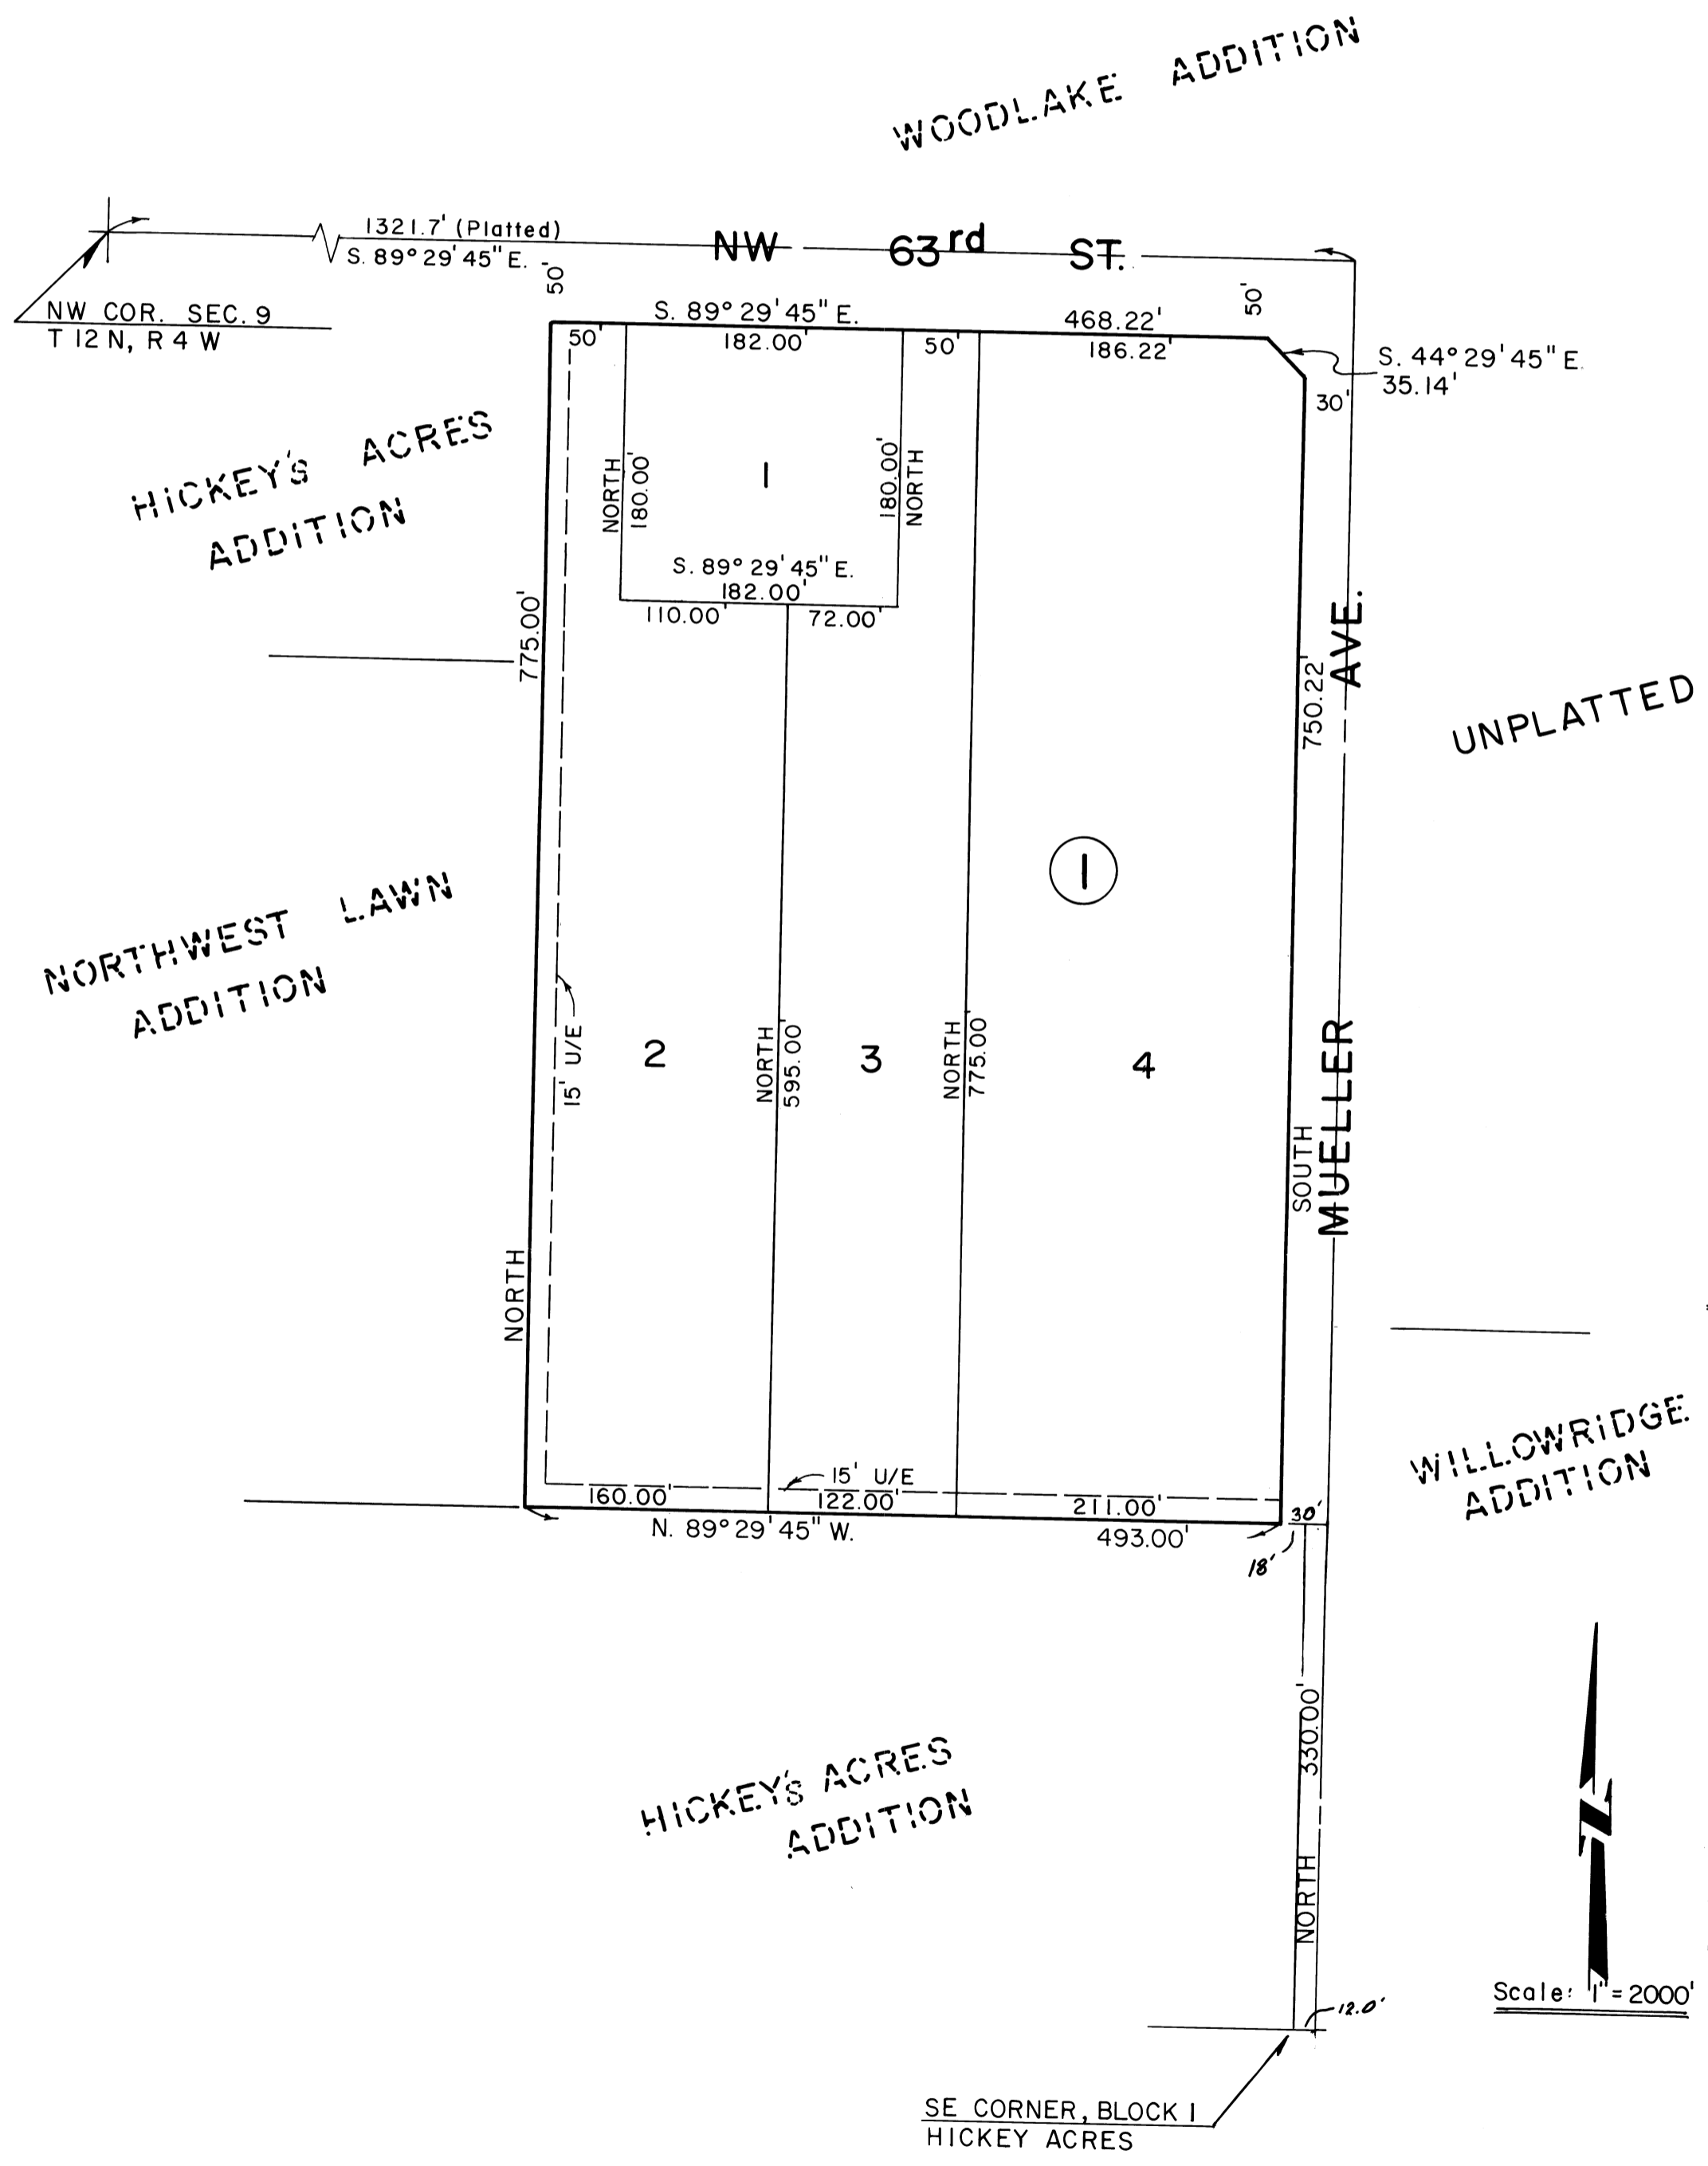 WOODLAKE ADDITION
1321.7' (Platted)
S. 89° 29' 45" E.
NW 63rd ST.
50'
50'
NW COR. SEC. 9
T 12 N, R 4 W
S. 89° 29' 45" E.
468.22'
50'
182.00'
50'
186.22'
S. 44° 29' 45" E.
35.14'
30'
HICKEY'S ACRES
ADDITION
NORTH
180.00'
1
180.00'
NORTH
S. 89° 29' 45" E.
182.00'
110.00'
72.00'
775.00'
750.22'
AVE.
UNPLATTED
1
NORTHWEST LAWN
ADDITION
15' U/E
2
NORTH
595.00'
3
NORTH
775.00'
4
SOUTH
MUELLER
NORTH
WILLOWRIDGE
ADDITION
15' U/E
160.00'
122.00'
211.00'
30'
N. 89° 29' 45" W.
493.00'
18'
330.00'
HICKEY'S ACRES
ADDITION
NORTH
N
Scale: 1" = 2000'
12.0'
SE CORNER, BLOCK 1
HICKEY ACRES